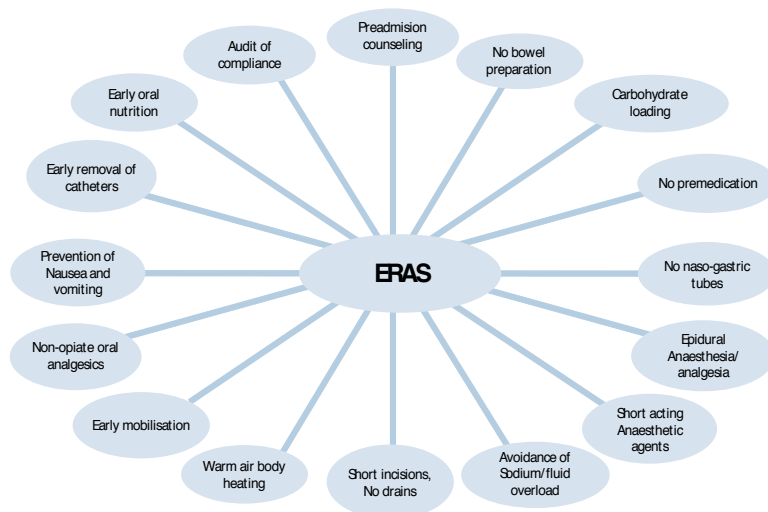 Preadmision
counseling
No bowel
preparation
Carbohydrate
loading
No premedication
No naso-gastric
tubes
Epidural
Anaesthesia/
analgesia
Short acting
Anaesthetic
agents
Avoidance of
Sodium/fluid
overload
Short incisions,
No drains
Warm air body
heating
Early mobilisation
Non-opiate oral
analgesics
Prevention of
Nausea and
vomiting
Early removal of
catheters
Early oral
nutrition
Audit of
compliance
ERAS